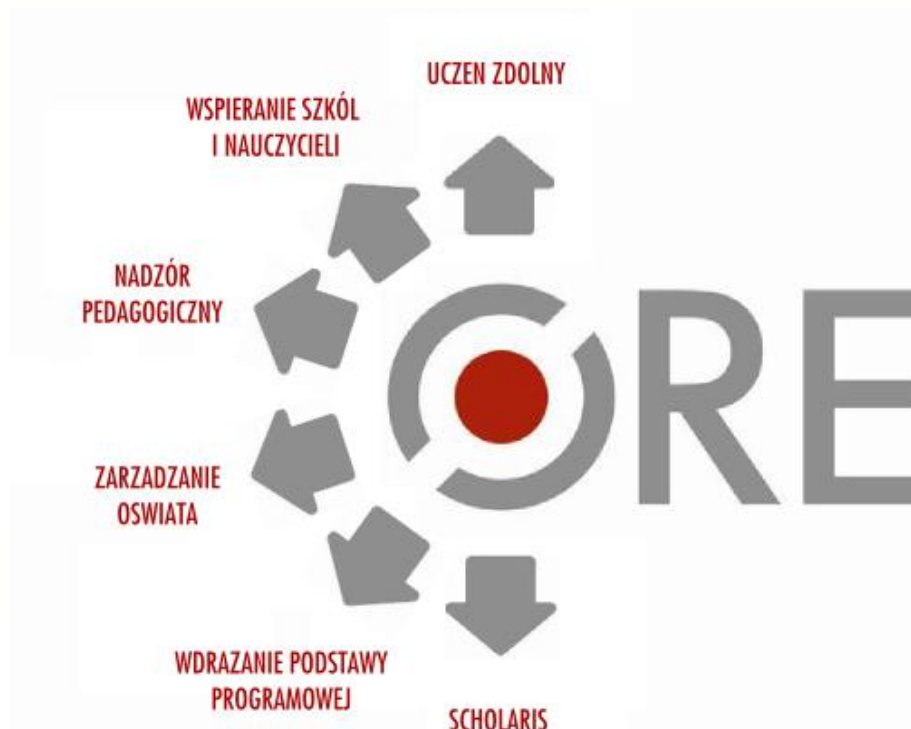 UCZEN ZDOLNY
WSPIERANIE SZKÓL
I NAUCZYCIELI
NADZÓR
PEDAGOGICZNY
ORE
ZARZADZANIE
OSWIATA
WDRAZANIE PODSTAWY
PROGRAMOWEJ
SCHOLARIS